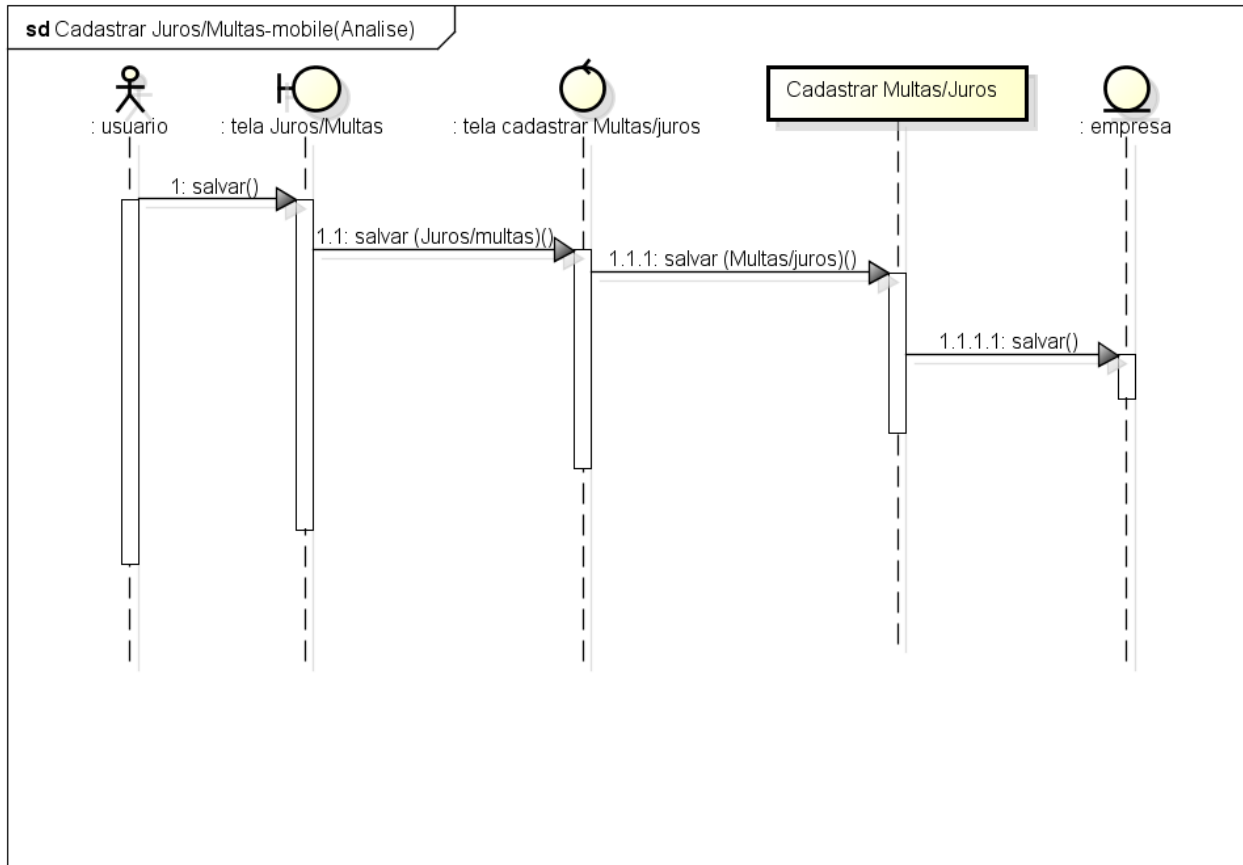 sd Cadastrar Juros/Multas-mobile(Analise)
: usuario
: tela Juros/Multas
: tela cadastrar Multas/juros
Cadastrar Multas/Juros
: empresa
1: salvar()
1.1: salvar (Juros/multas)()
1.1.1: salvar (Multas/juros)()
1.1.1.1: salvar()